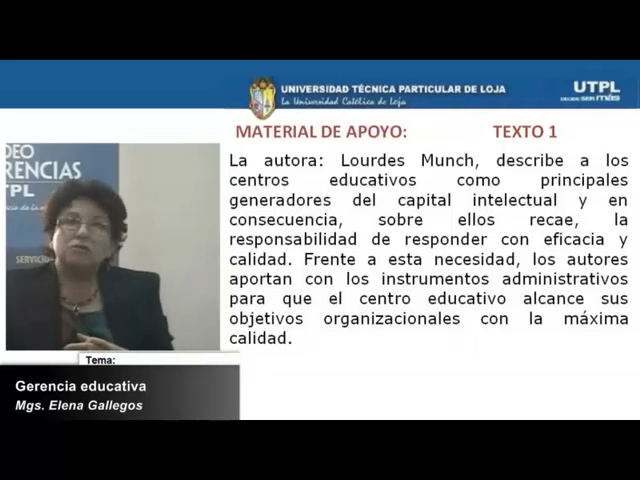 UNIVERSIDAD TÉCNICA PARTICULAR DE LOJA
La Universidad Católica de Loja
UTPL
MATERIAL DE APOYO: TEXTO 1
La autora: Lourdes Munch, describe a los
centros educativos como principales
generadores del capital intelectual y en
consecuencia, sobre ellos recae, la
responsabilidad de responder con eficacia y
calidad. Frente a esta necesidad, los autores
aportan con los instrumentos administrativos
para que el centro educativo alcance sus
objetivos organizacionales con la máxima
calidad.
Tema:
Gerencia educativa
Mgs. Elena Gallegos